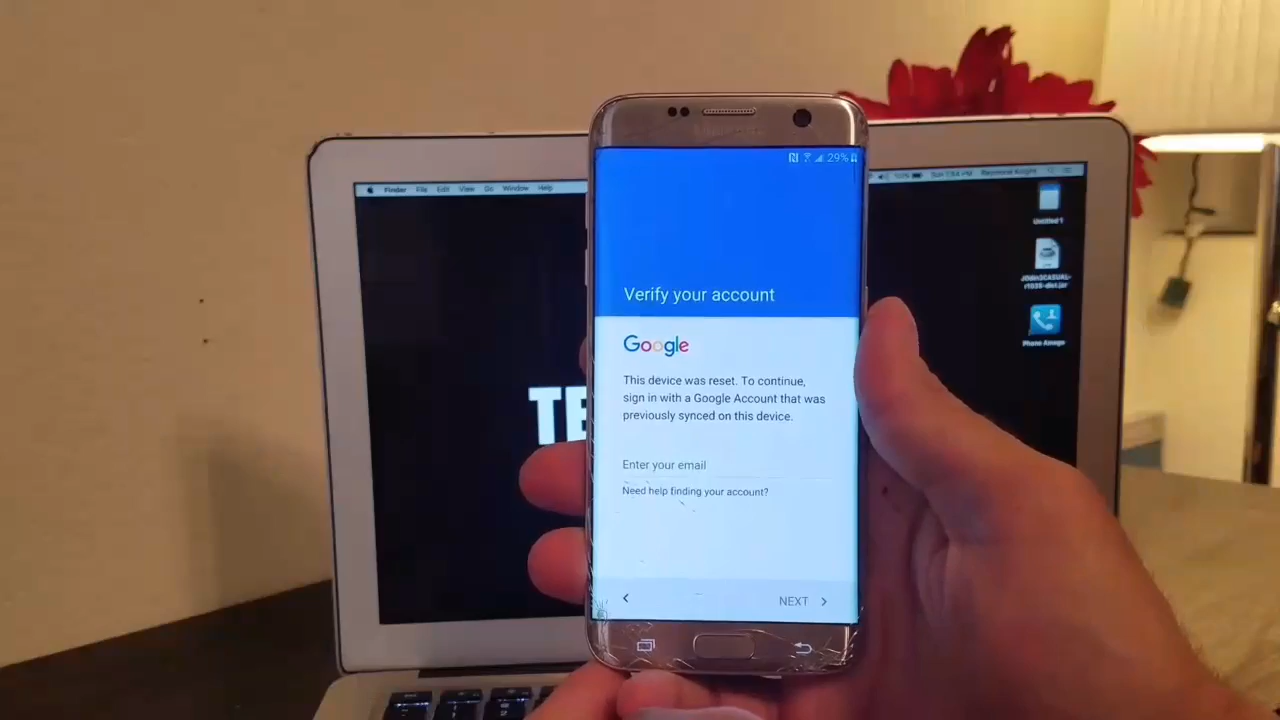 Finder File Edit View Go Window Help
Untitled 1
Phone Amego
TE
29%
Verify your account
Google
This device was reset. To continue,
sign in with a Google Account that was
previously synced on this device.
Enter your email
Need help finding your account?
NEXT